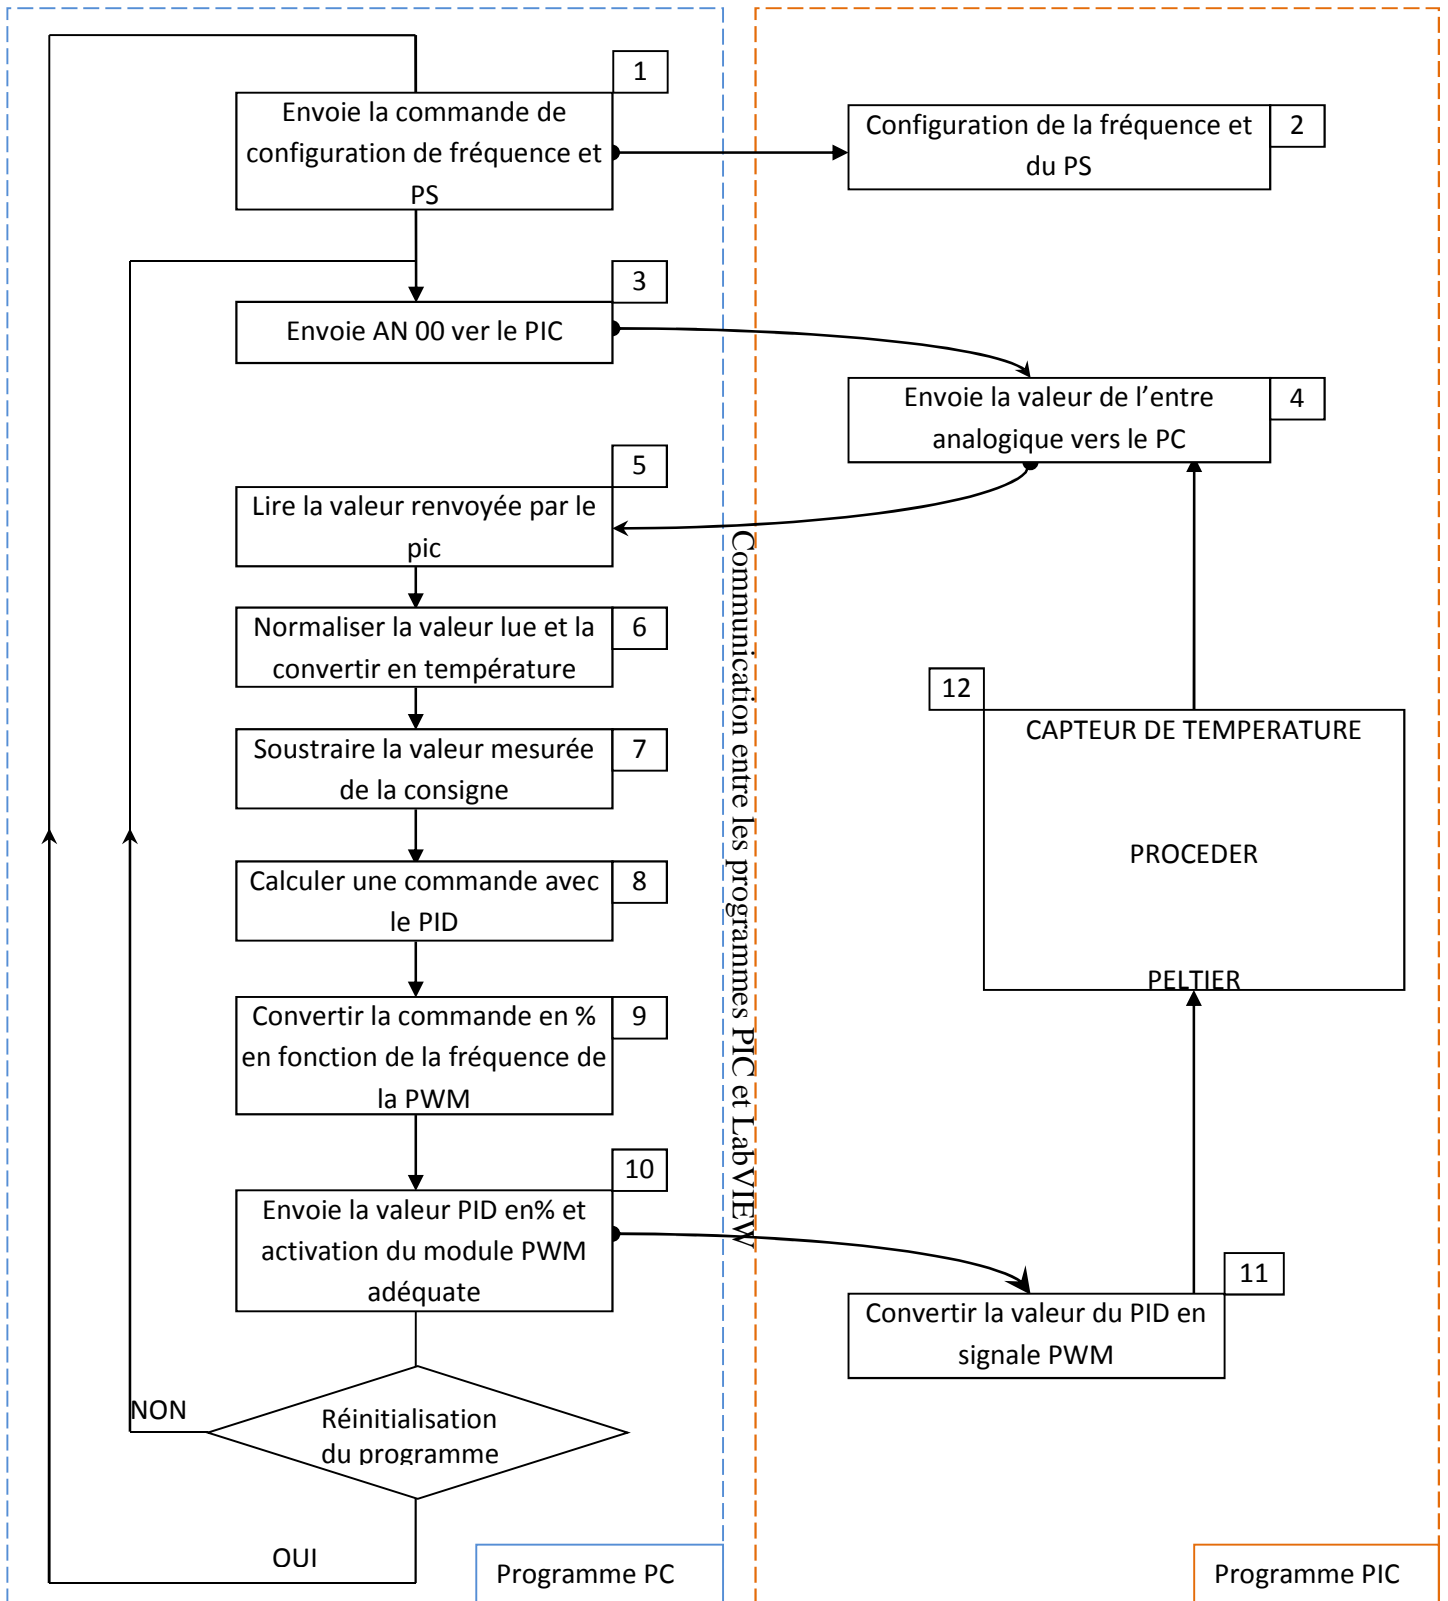 1
Envoie la commande de
configuration de fréquence et
PS
Configuration de la fréquence et
du PS
2
3
Envoie AN 00 ver le PIC
Envoie la valeur de l’entre
analogique vers le PC
4
5
Lire la valeur renvoyée par le
pic
Normaliser la valeur lue et la
convertir en température
6
Soustraire la valeur mesurée
de la consigne
7
Calculer une commande avec
le PID
8
Convertir la commande en %
en fonction de la fréquence de
la PWM
9
10
Envoie la valeur PID en% et
activation du module PWM
adéquate
Communication entre les programmes PIC et LabVIEW
12
CAPTEUR DE TEMPERATURE
PROCEDER
PELTIER
11
Convertir la valeur du PID en
signale PWM
NON
Réinitialisation
du programme
OUI
Programme PC
Programme PIC